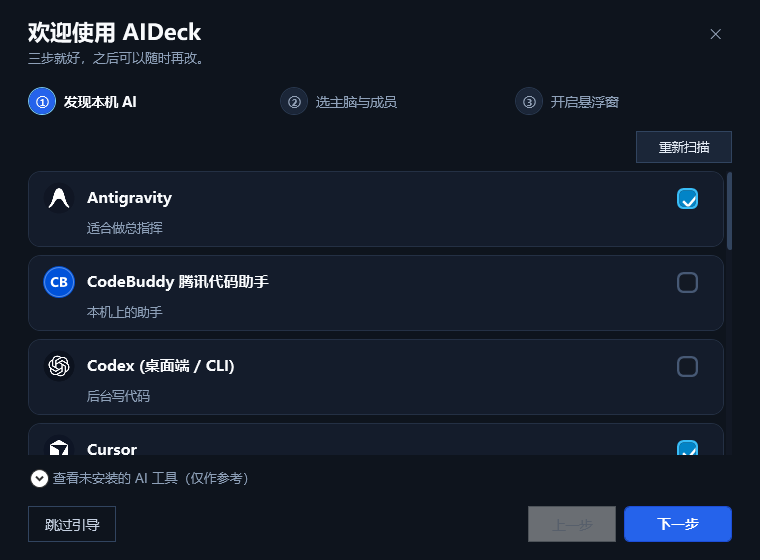 欢迎使用 AIDeck
三步就好，之后可以随时再改。
① 发现本机 AI
② 选主脑与成员
③ 开启悬浮窗
重新扫描
Antigravity
适合做总指挥
CB
CodeBuddy 腾讯代码助手
本机上的助手
Codex (桌面端 / CLI)
后台写代码
Cursor
查看未安装的 AI 工具（仅作参考）
跳过引导
上一步
下一步